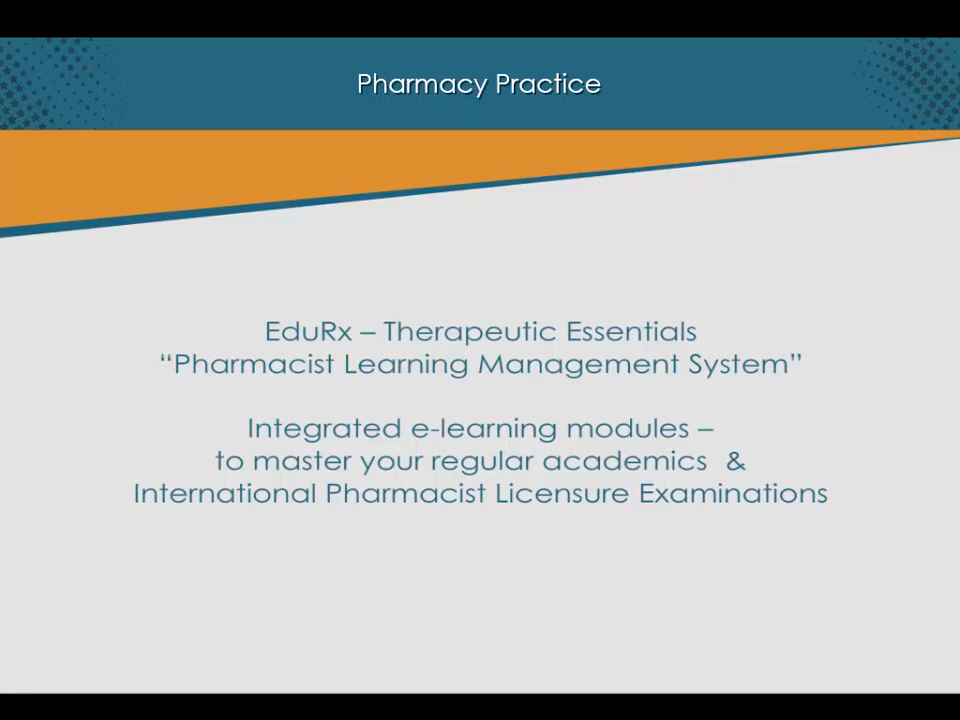 Pharmacy Practice
EduRx – Therapeutic Essentials
“Pharmacist Learning Management System”
Integrated e-learning modules –
to master your regular academics &
International Pharmacist Licensure Examinations